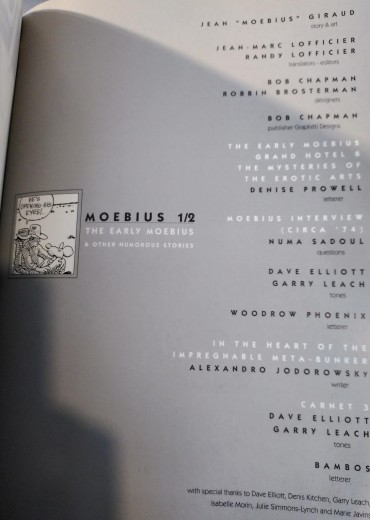 JEAN "MOEBIUS" GIRAUD
story & art
JEAN-MARC LOFFICIER
RANDY LOFFICIER
translators - editors
BOB CHAPMAN
ROBBIN BROSTERMAN
designers
BOB CHAPMAN
publisher Graphitti Designs
THE EARLY MOEBIUS
GRAND HOTEL &
THE MYSTERIES OF
THE EROTIC ARTS
DENISE PROWELL
letterer
HE'S
OPENING HIS
EYES!
MOEBIUS 1/2
THE EARLY MOEBIUS
& OTHER HUMOROUS STORIES
MOEBIUS INTERVIEW
(CIRCA '74)
NUMA SADOUL
questions
DAVE ELLIOTT
GARRY LEACH
tones
WOODROW PHOENIX
letterer
IN THE HEART OF THE
IMPREGNABLE META-BUNKER
ALEXANDRO JODOROWSKY
writer
CARNET 3
DAVE ELLIOTT
GARRY LEACH
tones
BAMBOS
letterer
with special thanks to Dave Elliott, Denis Kitchen, Garry Leach,
Isabelle Morin, Julie Simmons-Lynch and Marie Javins